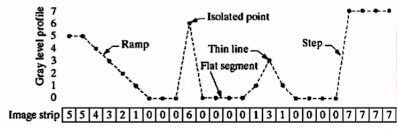 Gray level profile
7
6
5
4
3
2
1
0
Ramp
Isolated point
Thin line
Flat segment
Step
Image strip 5 5 4 3 2 1 0 0 0 6 0 0 0 0 1 3 1 0 0 0 0 7 7 7 7